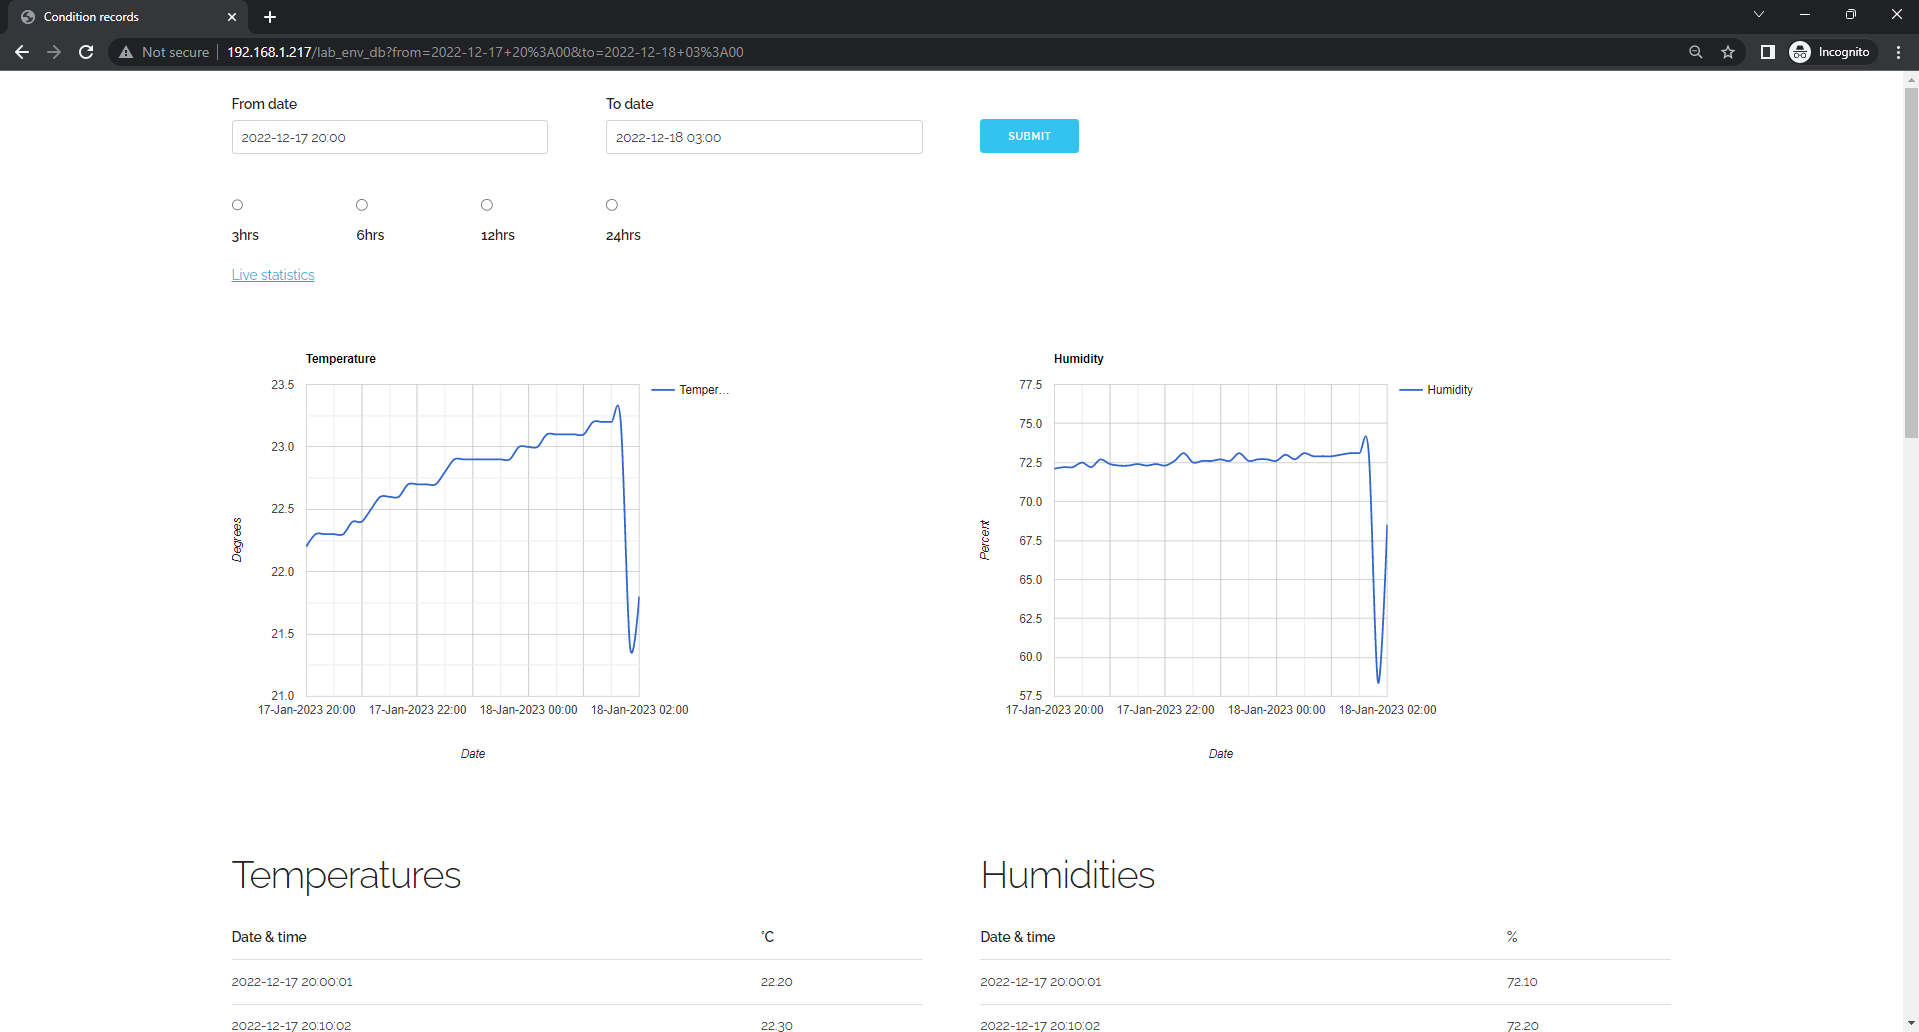 Condition records
Not secure
192.168.1.217/lab_env_db?from=2022-12-17+20%3A00&to=2022-12-18+03%3A00
Incognito
From date
To date
2022-12-17 20:00
2022-12-18 03:00
SUBMIT
3hrs
6hrs
12hrs
24hrs
Live statistics
Temperature
23.5
23.0
22.5
22.0
21.5
21.0
Degrees
Temper...
17-Jan-2023 20:00
17-Jan-2023 22:00
18-Jan-2023 00:00
18-Jan-2023 02:00
Date
Humidity
77.5
75.0
72.5
70.0
67.5
65.0
62.5
60.0
57.5
Percent
Humidity
17-Jan-2023 20:00
17-Jan-2023 22:00
18-Jan-2023 00:00
18-Jan-2023 02:00
Date
Temperatures
Date & time °C
2022-12-17 20:00:01 22.20
2022-12-17 20:10:02 22.30
Humidities
Date & time %
2022-12-17 20:00:01 72.10
2022-12-17 20:10:02 72.20